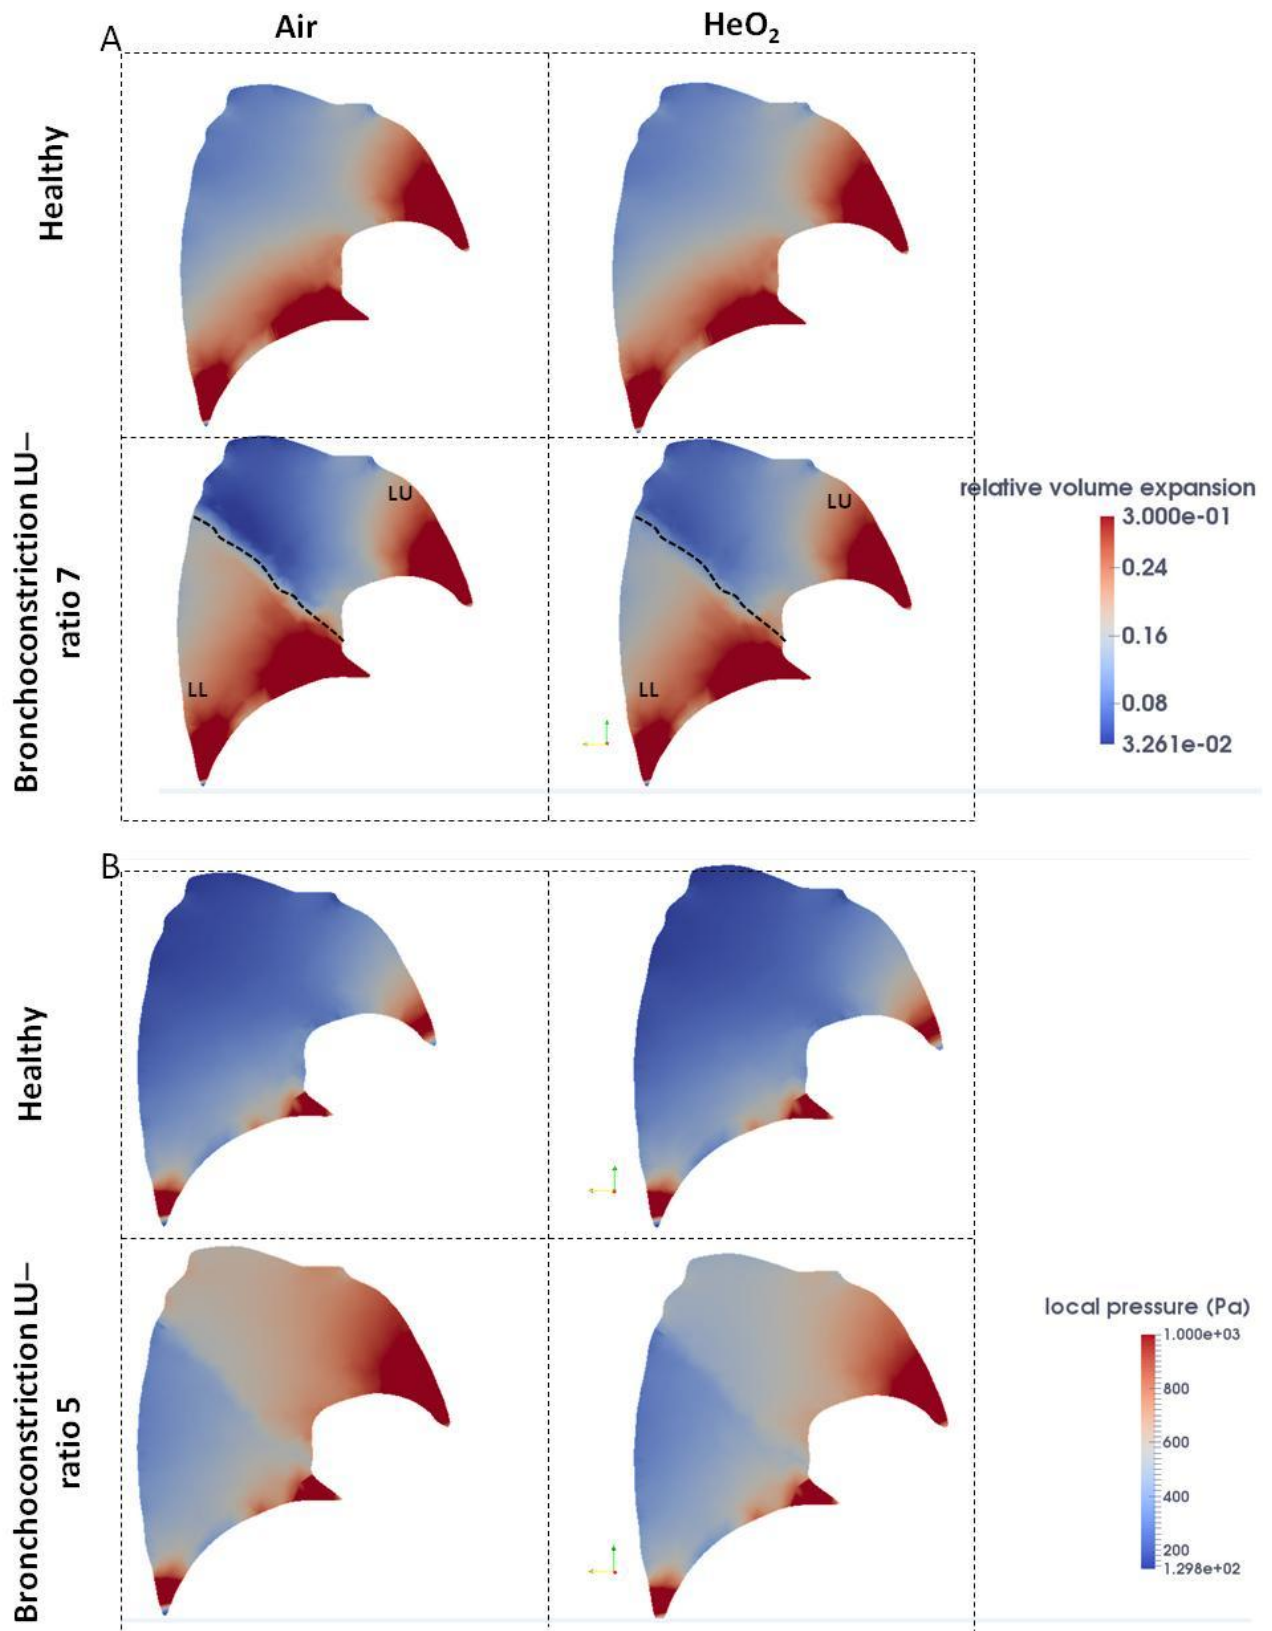 A
Air
HeO₂
Healthy
Bronchoconstriction LU–
ratio 7
LU
LL
LU
LL
relative volume expansion
3.000e-01
0.24
0.16
0.08
3.261e-02
B
Healthy
Bronchoconstriction LU–
ratio 5
local pressure (Pa)
1.000e+03
800
600
400
200
1.298e+02